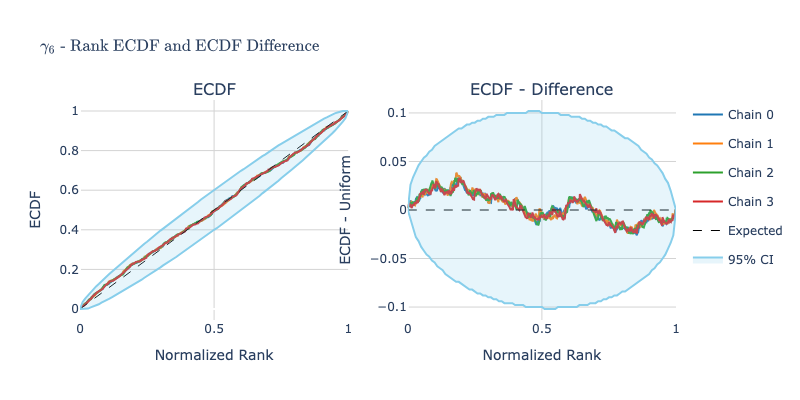 γ₆ - Rank ECDF and ECDF Difference
ECDF
ECDF - Difference
ECDF
1
0.8
0.6
0.4
0.2
0
0
0.5
1
Normalized Rank
ECDF - Uniform
0.1
0.05
0
−0.05
−0.1
0
0.5
1
Normalized Rank
Chain 0
Chain 1
Chain 2
Chain 3
Expected
95% CI